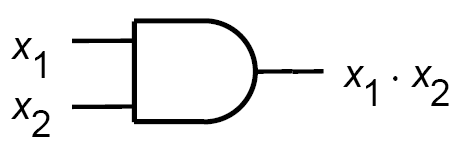 x₁
x₂
x₁ · x₂